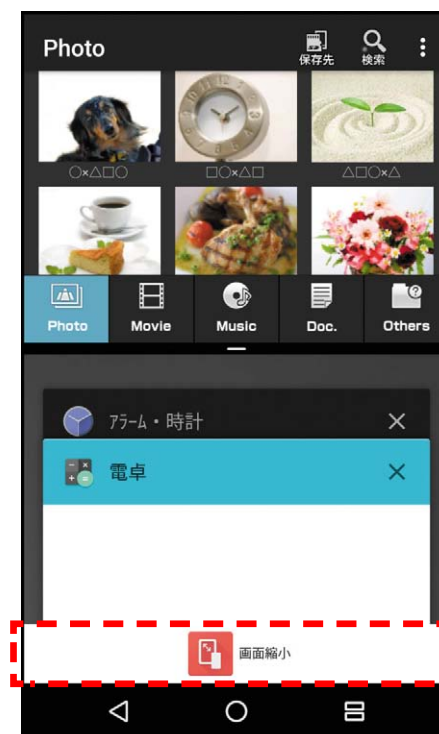 Photo
保存先
検索
○×△□○
□○×△□
△□○×△
Photo
Movie
Music
Doc.
Others
アラーム・時計
電卓
画面縮小